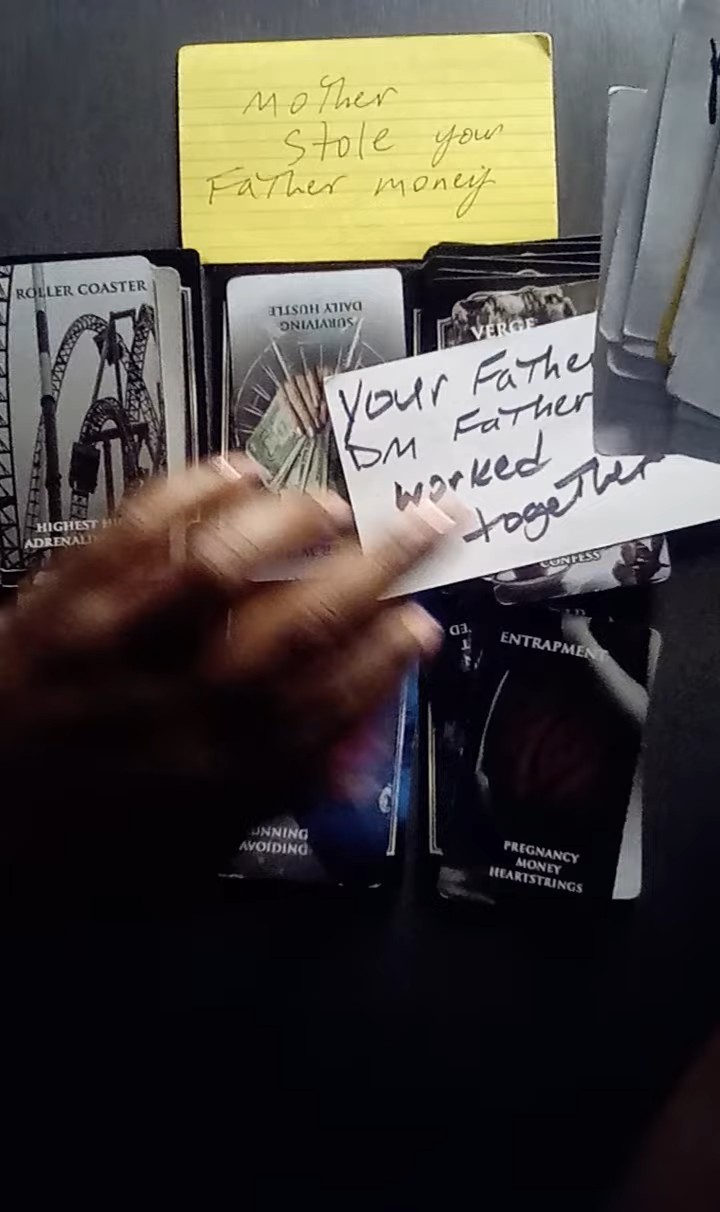 Mother
Stole your
Father money
ROLLER COASTER
HIGHEST
SURVIVING
DAILY HUSTLE
VERGE
your Father
DM Father
worked
together
CONFESS
ENTRAPMENT
PREGNANCY
MONEY
HEARTSTRINGS
AVOIDING